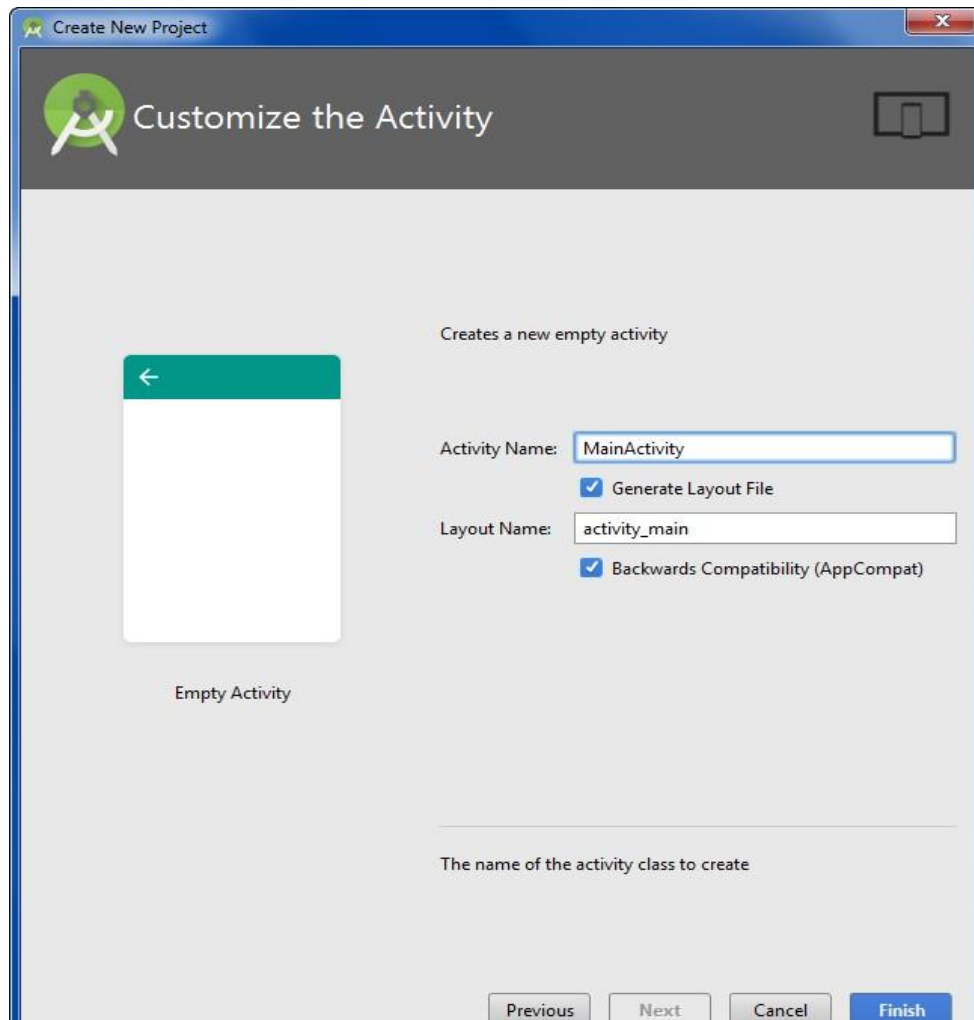 Create New Project
Customize the Activity
Creates a new empty activity
Activity Name: MainActivity
Generate Layout File
Layout Name: activity_main
Backwards Compatibility (AppCompat)
Empty Activity
The name of the activity class to create
Previous Next Cancel Finish